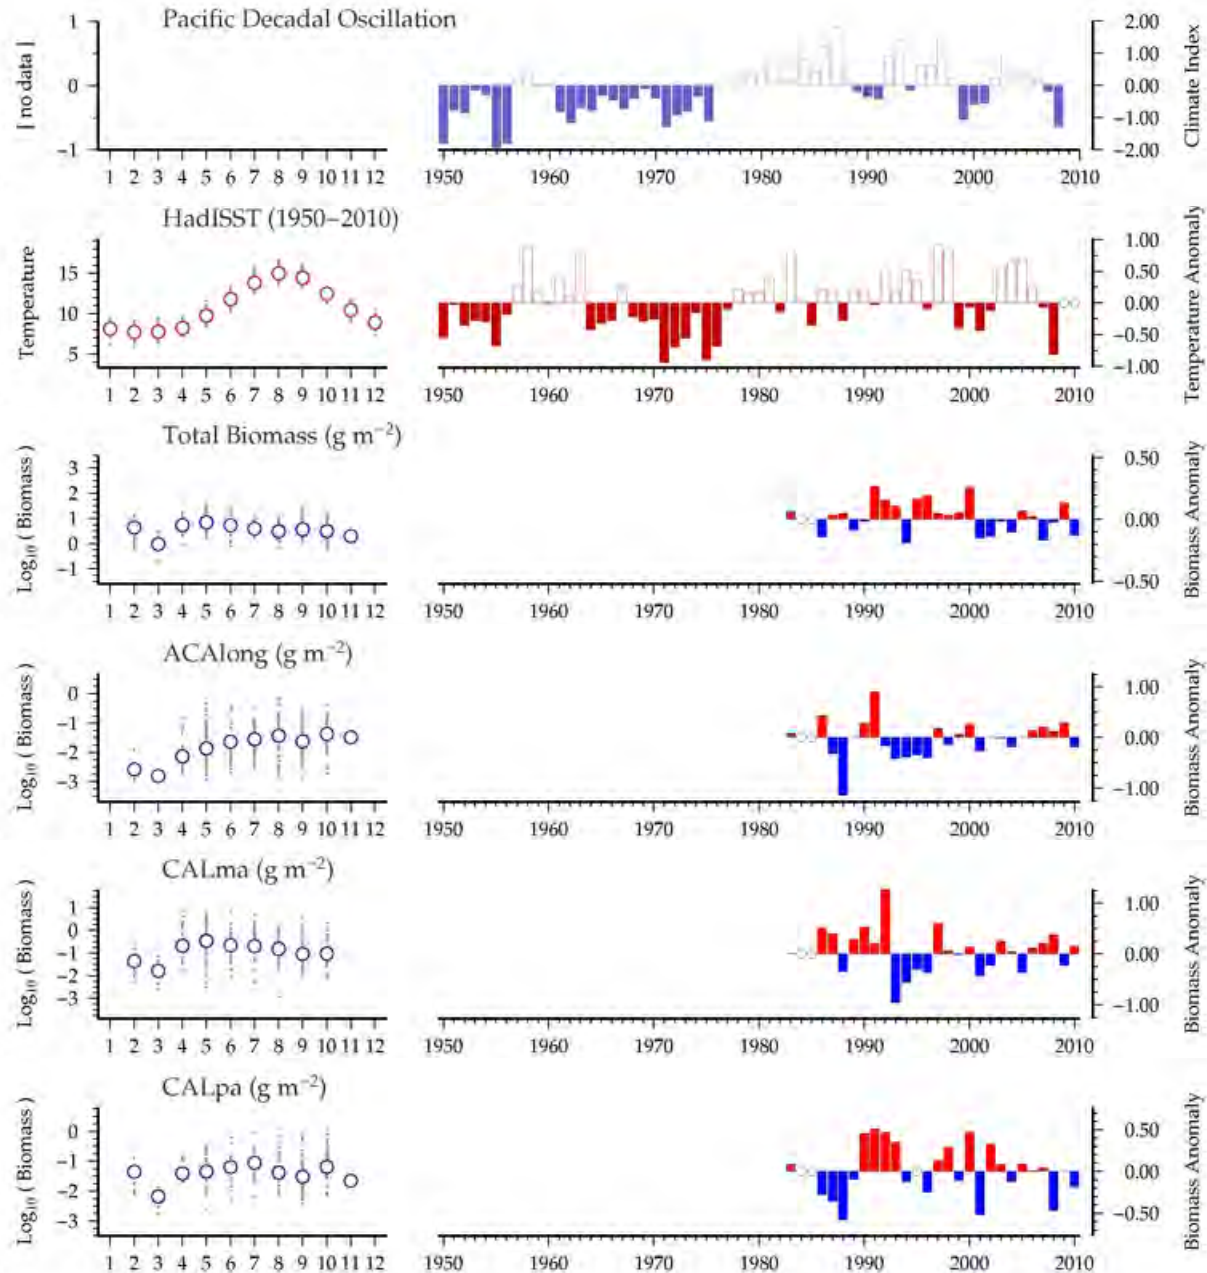 Pacific Decadal Oscillation
[ no data ]
1
0
−1
1 2 3 4 5 6 7 8 9 10 11 12
1950 1960 1970 1980 1990 2000 2010
2.00
1.00
0.00
−1.00
−2.00
Climate Index
HadISST (1950−2010)
Temperature
15
10
5
1 2 3 4 5 6 7 8 9 10 11 12
1950 1960 1970 1980 1990 2000 2010
1.00
0.50
0.00
−0.50
−1.00
Temperature Anomaly
Total Biomass (g m⁻²)
Log₁₀ ( Biomass )
3
2
1
0
−1
1 2 3 4 5 6 7 8 9 10 11 12
1950 1960 1970 1980 1990 2000 2010
0.50
0.00
−0.50
Biomass Anomaly
ACAlong (g m⁻²)
Log₁₀ ( Biomass )
0
−1
−2
−3
1 2 3 4 5 6 7 8 9 10 11 12
1950 1960 1970 1980 1990 2000 2010
1.00
0.00
−1.00
Biomass Anomaly
CALma (g m⁻²)
Log₁₀ ( Biomass )
1
0
−1
−2
−3
1 2 3 4 5 6 7 8 9 10 11 12
1950 1960 1970 1980 1990 2000 2010
1.00
0.00
−1.00
Biomass Anomaly
CALpa (g m⁻²)
Log₁₀ ( Biomass )
0
−1
−2
−3
1 2 3 4 5 6 7 8 9 10 11 12
1950 1960 1970 1980 1990 2000 2010
0.50
0.00
−0.50
Biomass Anomaly